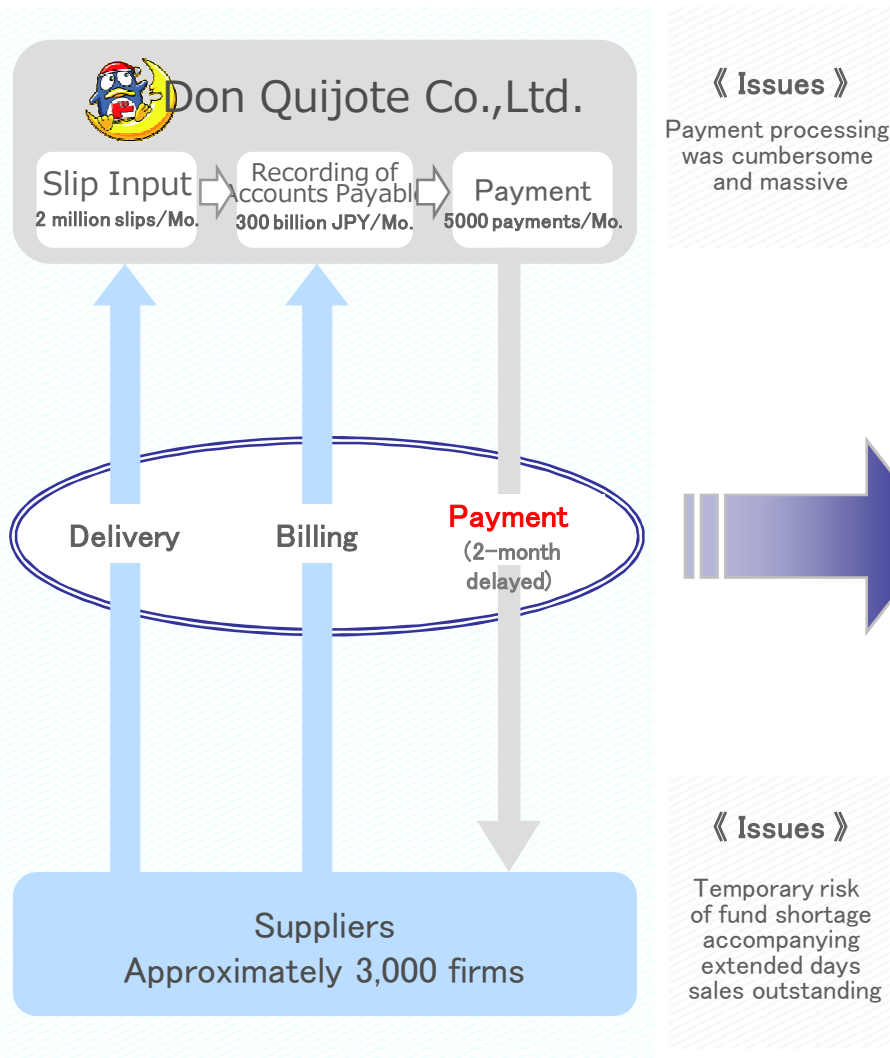 Don Quijote Co.,Ltd.
Slip Input
2 million slips/Mo.
Recording of
Accounts Payable
300 billion JPY/Mo.
Payment
5000 payments/Mo.
《 Issues 》
Payment processing
was cumbersome
and massive
Delivery
Billing
Payment
(2-month
delayed)
《 Issues 》
Temporary risk
of fund shortage
accompanying
extended days
sales outstanding
Suppliers
Approximately 3,000 firms